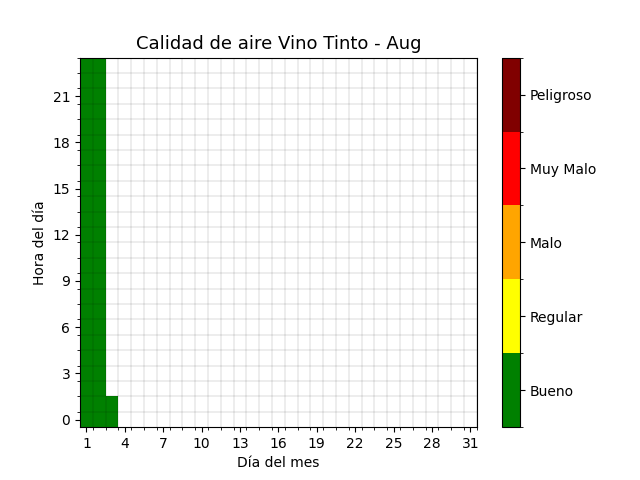 Calidad de aire Vino Tinto - Aug
Hora del día
21
18
15
12
9
6
3
0
1 4 7 10 13 16 19 22 25 28 31
Día del mes
Peligroso
Muy Malo
Malo
Regular
Bueno